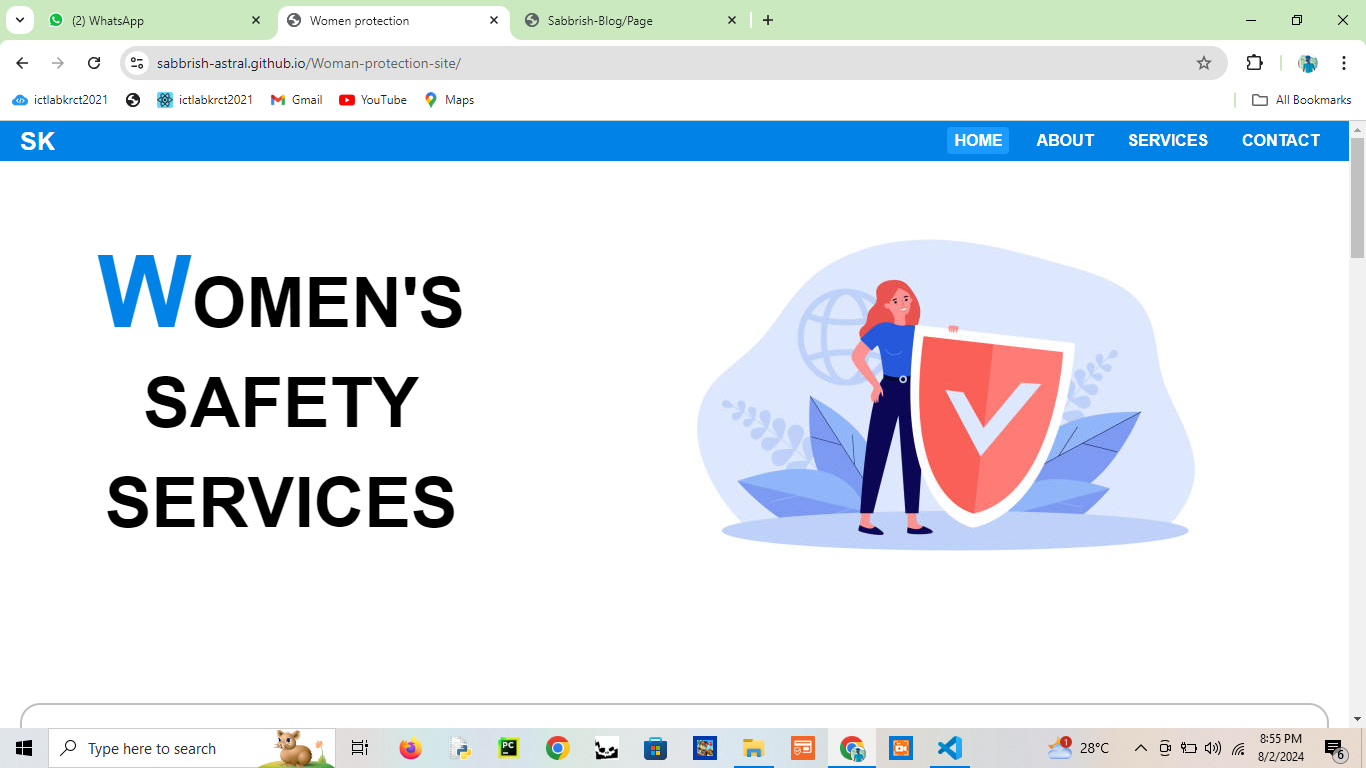 (2) WhatsApp
Women protection
Sabbrish-Blog/Page
sabbrish-astral.github.io/Woman-protection-site/
ictlabkrct2021
ictlabkrct2021
Gmail
YouTube
Maps
All Bookmarks
SK
HOME
ABOUT
SERVICES
CONTACT
WOMEN'S
SAFETY
SERVICES
Type here to search
PC
1
28°C
8:55 PM
8/2/2024
6